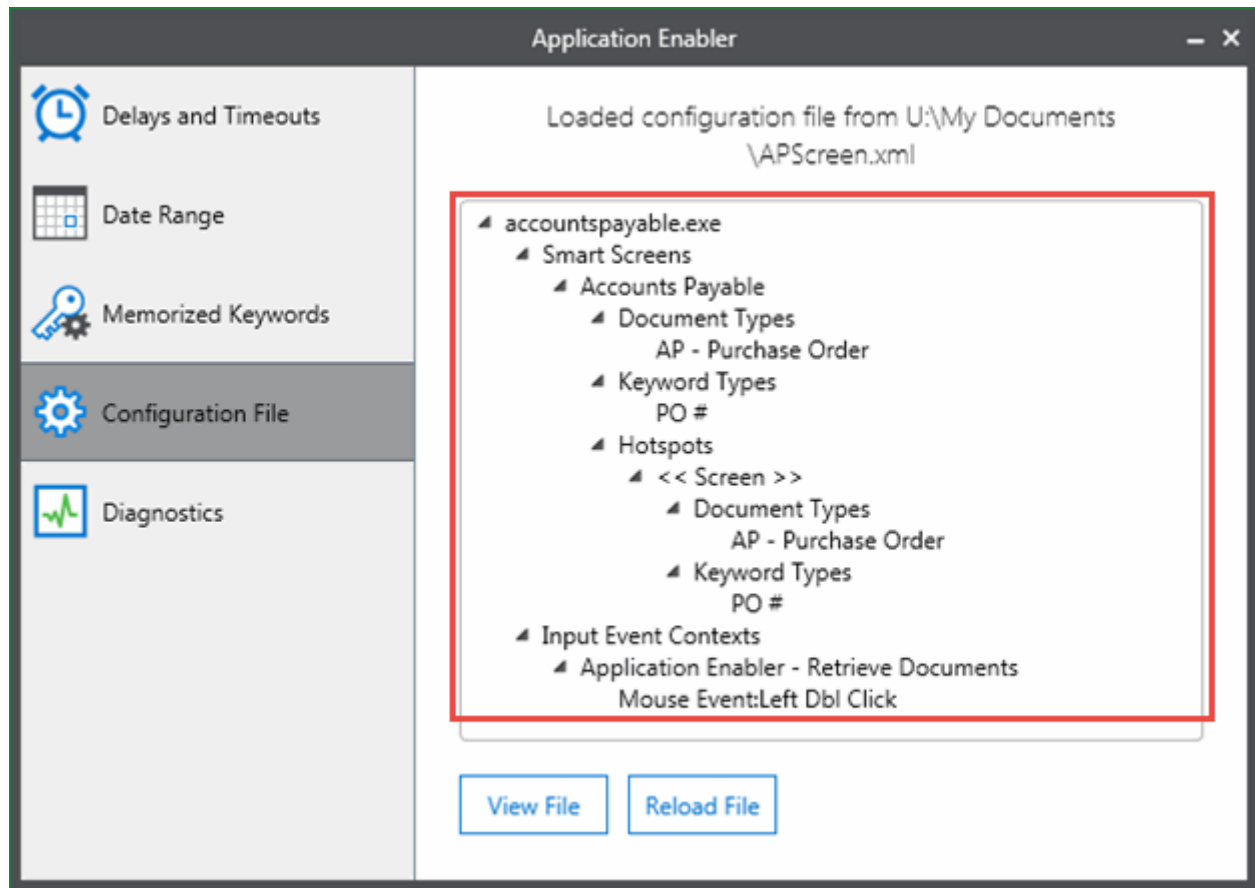 Application Enabler
Delays and Timeouts
Date Range
Memorized Keywords
Configuration File
Diagnostics
Loaded configuration file from U:\My Documents
\APScreen.xml
accountspayable.exe
Smart Screens
Accounts Payable
Document Types
AP - Purchase Order
Keyword Types
PO #
Hotspots
<< Screen >>
Document Types
AP - Purchase Order
Keyword Types
PO #
Input Event Contexts
Application Enabler - Retrieve Documents
Mouse Event:Left Dbl Click
View File
Reload File